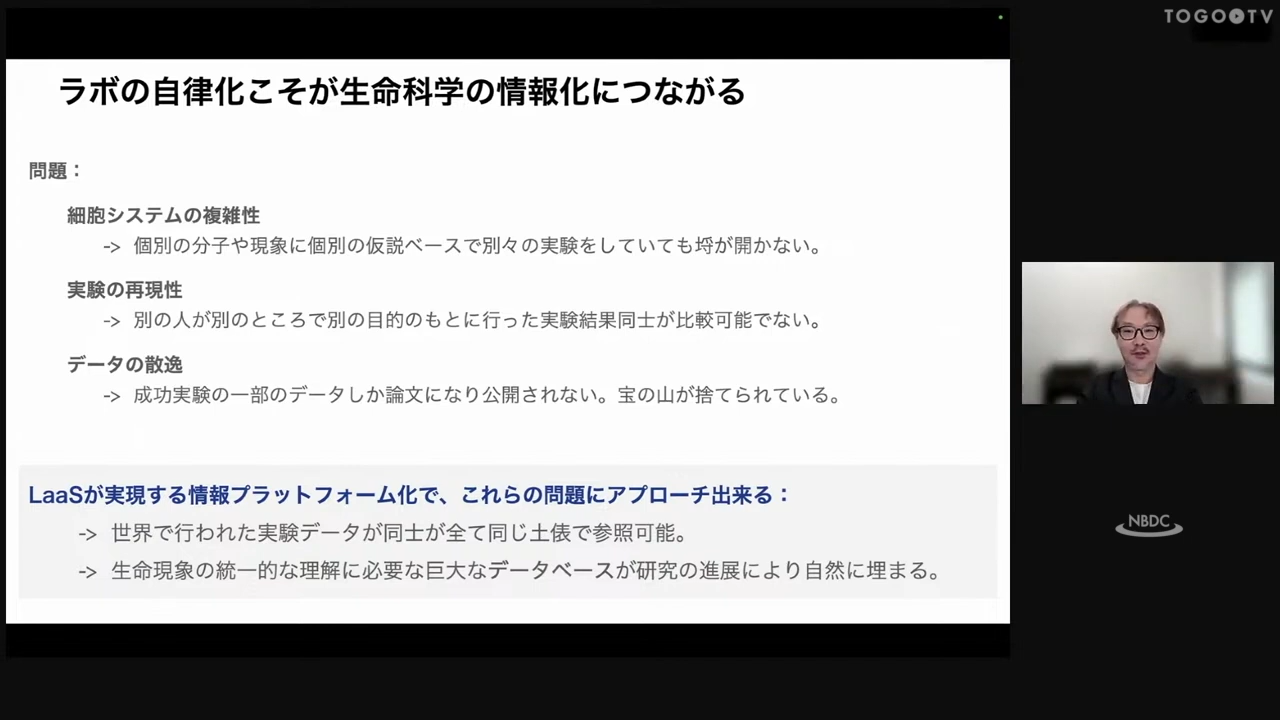 TOGOTV
ラボの自律化こそが生命科学の情報化につながる
問題：
細胞システムの複雑性
-> 個別の分子や現象に個別の仮説ベースで別々の実験をしていても埒が開かない。
実験の再現性
-> 別の人が別のところで別の目的のもとに行った実験結果同士が比較可能でない。
データの散逸
-> 成功実験の一部のデータしか論文になり公開されない。宝の山が捨てられている。
LaaSが実現する情報プラットフォーム化で、これらの問題にアプローチ出来る：
-> 世界で行われた実験データが同士が全て同じ土俵で参照可能。
-> 生命現象の統一的な理解に必要な巨大なデータベースが研究の進展により自然に埋まる。
NBDC